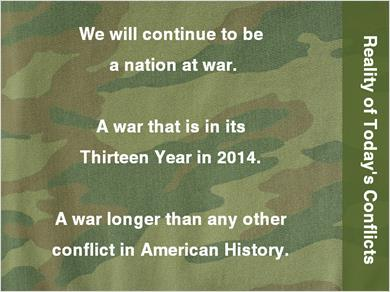 We will continue to be
a nation at war.
A war that is in its
Thirteen Year in 2014.
A war longer than any other
conflict in American History.
Reality of Today's Conflicts